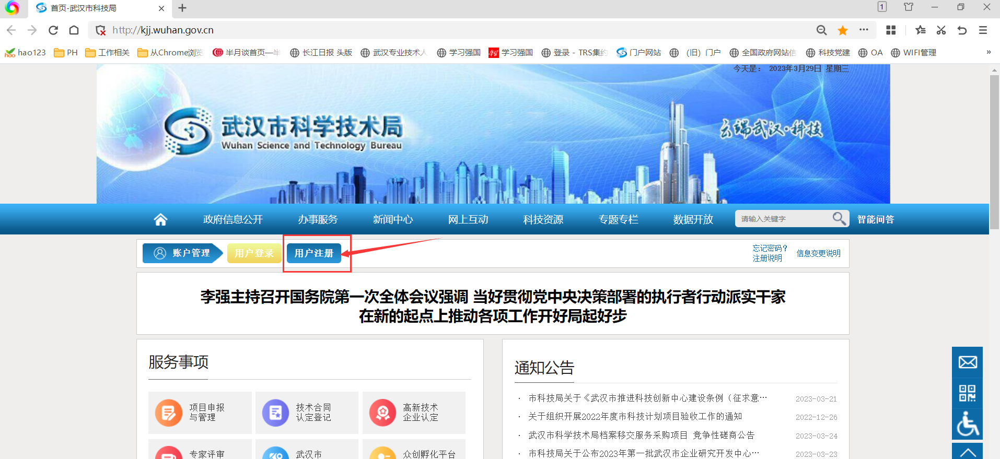 首页-武汉市科技局
1
http://kjj.wuhan.gov.cn
hao123
PH
工作相关
从Chrome浏览
半月谈首页—半
长江日报 头版
武汉专业技术人
学习强国
学习强国
登录 - TRS集约
门户网站
（旧）门户
全国政府网站信
科技党建
OA
WIFI管理
»
今天是： 2023年3月29日 星期三
武汉市科学技术局
Wuhan Science and Technology Bureau
云端武汉·科技
政府信息公开
办事服务
新闻中心
网上互动
科技资源
专题专栏
数据开放
请输入关键字
智能问答
账户管理
用户登录
用户注册
忘记密码?
注册说明
信息变更说明
李强主持召开国务院第一次全体会议强调 当好贯彻党中央决策部署的执行者行动派实干家
在新的起点上推动各项工作开好局起好步
服务事项
项目申报
与管理
技术合同
认定登记
高新技术
企业认定
专家评审
武汉市
众创孵化平台
通知公告
· 市科技局关于《武汉市推进科技创新中心建设条例（征求意… 2023-03-21
· 关于组织开展2022年度市科技计划项目验收工作的通知 2022-12-26
· 武汉市科学技术局档案移交服务采购项目 竞争性磋商公告 2023-03-24
· 市科技局关于公布2023年第一批武汉市企业研究开发中心… 2023-03-23